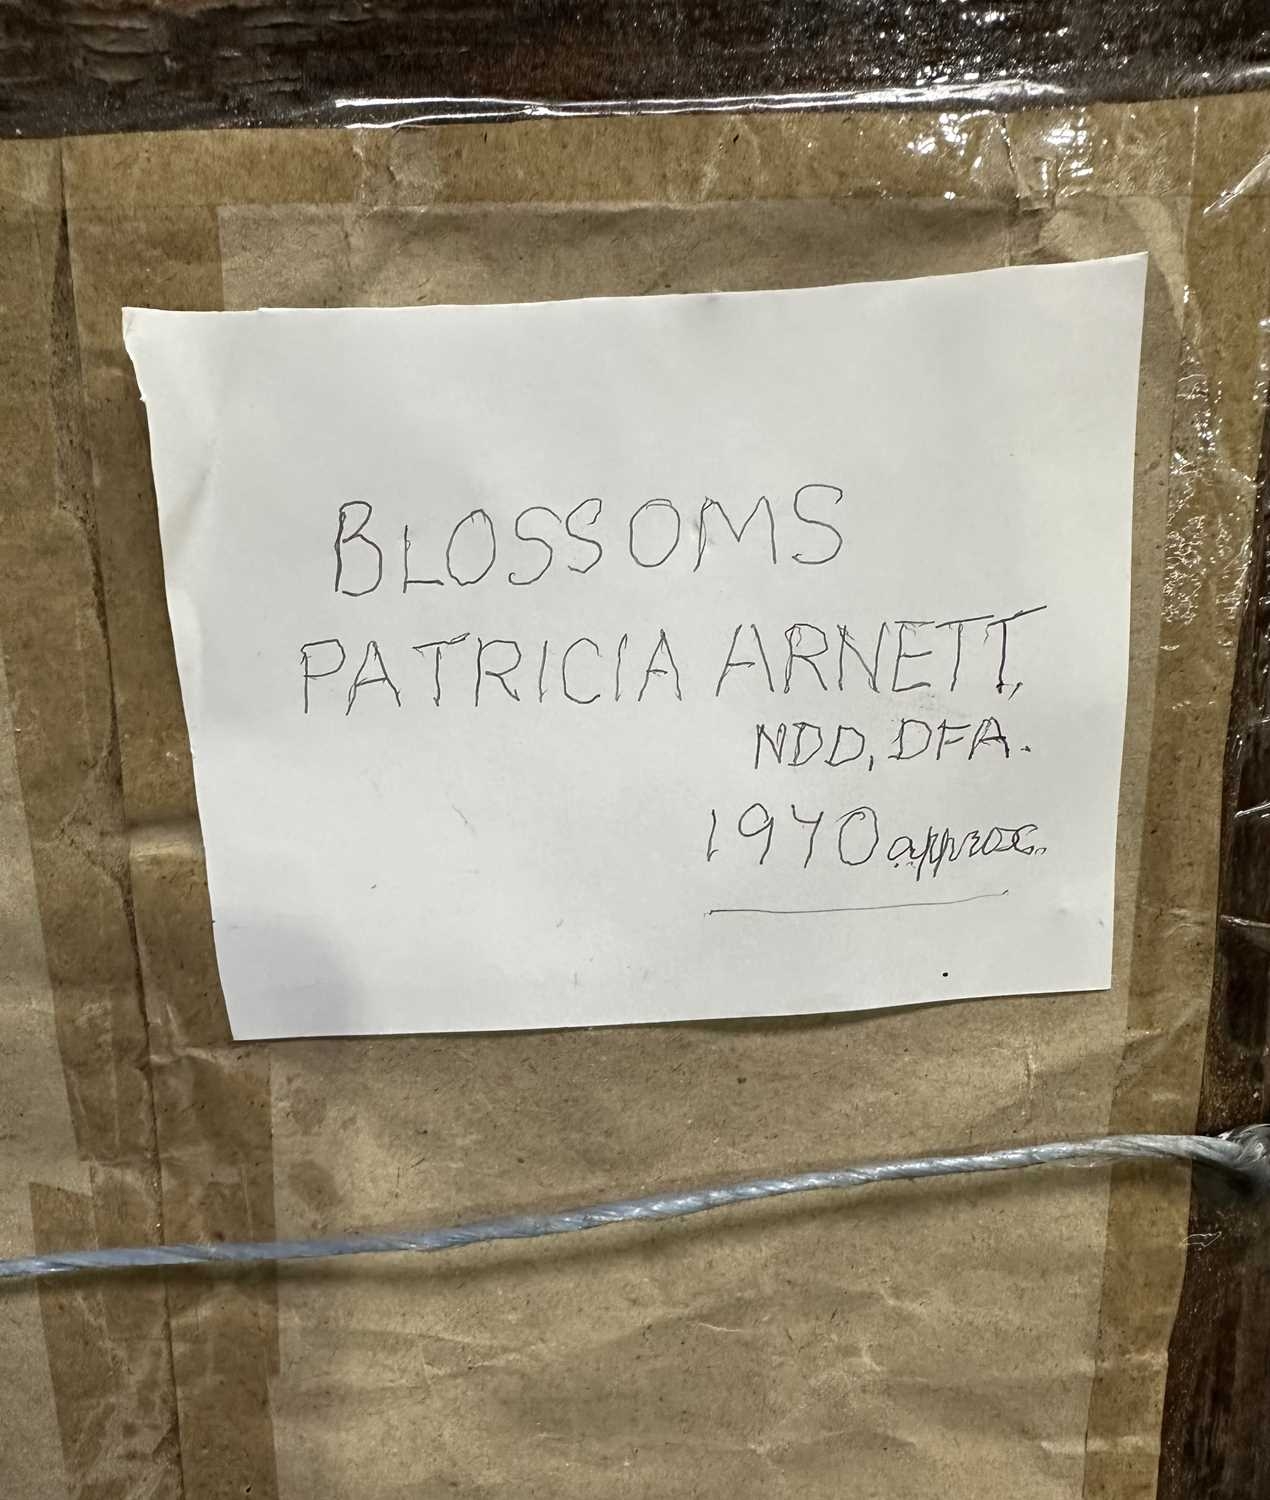 BLOSSOMS
PATRICIA ARNETT,
NDD, DFA.
1970 approx.